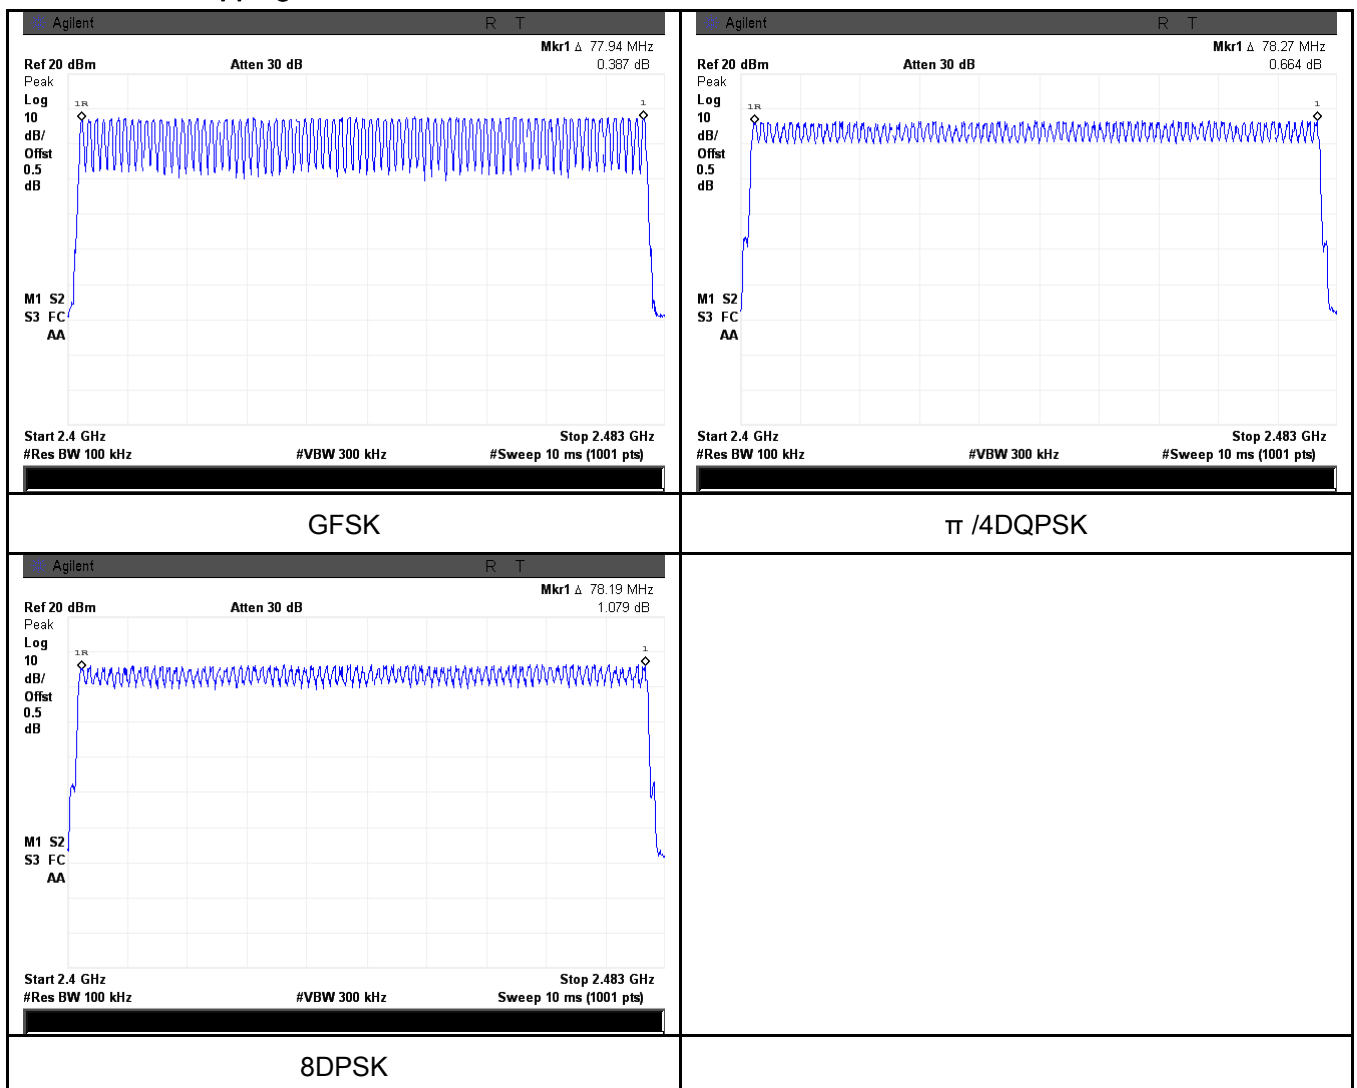 Agilent R T
Mkr1 Δ 77.94 MHz
Ref 20 dBm Atten 30 dB 0.387 dB
Peak
Log
10
dB/
Offst
0.5
dB
1R 1
M1 S2
S3 FC
AA
Start 2.4 GHz Stop 2.483 GHz
#Res BW 100 kHz #VBW 300 kHz #Sweep 10 ms (1001 pts)
GFSK
Agilent R T
Mkr1 Δ 78.27 MHz
Ref 20 dBm Atten 30 dB 0.664 dB
Peak
Log
10
dB/
Offst
0.5
dB
1R 1
M1 S2
S3 FC
AA
Start 2.4 GHz Stop 2.483 GHz
#Res BW 100 kHz #VBW 300 kHz #Sweep 10 ms (1001 pts)
π /4DQPSK
Agilent R T
Mkr1 Δ 78.19 MHz
Ref 20 dBm Atten 30 dB 1.079 dB
Peak
Log
10
dB/
Offst
0.5
dB
1R 1
M1 S2
S3 FC
AA
Start 2.4 GHz Stop 2.483 GHz
#Res BW 100 kHz #VBW 300 kHz Sweep 10 ms (1001 pts)
8DPSK